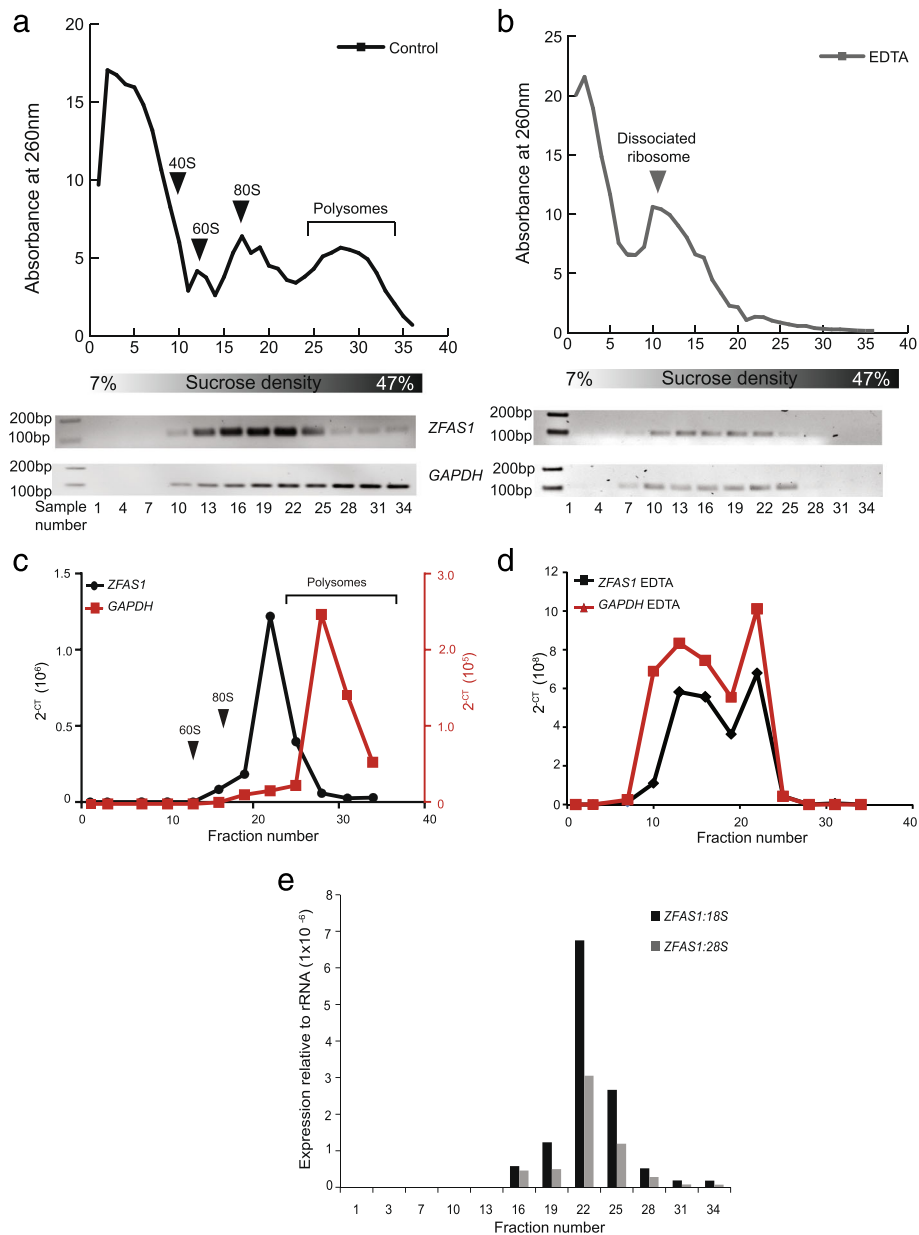 a
20
15
10
5
0
Absorbance at 260nm
Control
40S
60S
80S
Polysomes
0 5 10 15 20 25 30 35 40
7% Sucrose density 47%
200bp
100bp
ZFAS1
200bp
100bp
GAPDH
Sample number 1 4 7 10 13 16 19 22 25 28 31 34
b
25
20
15
10
5
0
Absorbance at 260nm
EDTA
Dissociated
ribosome
0 5 10 15 20 25 30 35 40
7% Sucrose density 47%
200bp
100bp
200bp
100bp
1 4 7 10 13 16 19 22 25 28 31 34
c
1.5
1.0
0.5
0
2-CT (10⁶)
ZFAS1
GAPDH
Polysomes
60S
80S
3.0
2.0
1.0
0
2-CT (10⁵)
0 10 20 30 40
Fraction number
d
12
10
8
6
4
2
0
2-CT (10⁸)
ZFAS1 EDTA
GAPDH EDTA
0 10 20 30 40
Fraction number
e
8
7
6
5
4
3
2
1
0
Expression relative to rRNA (1x10 ⁻⁶)
ZFAS1:18S
ZFAS1:28S
1 3 7 10 13 16 19 22 25 28 31 34
Fraction number